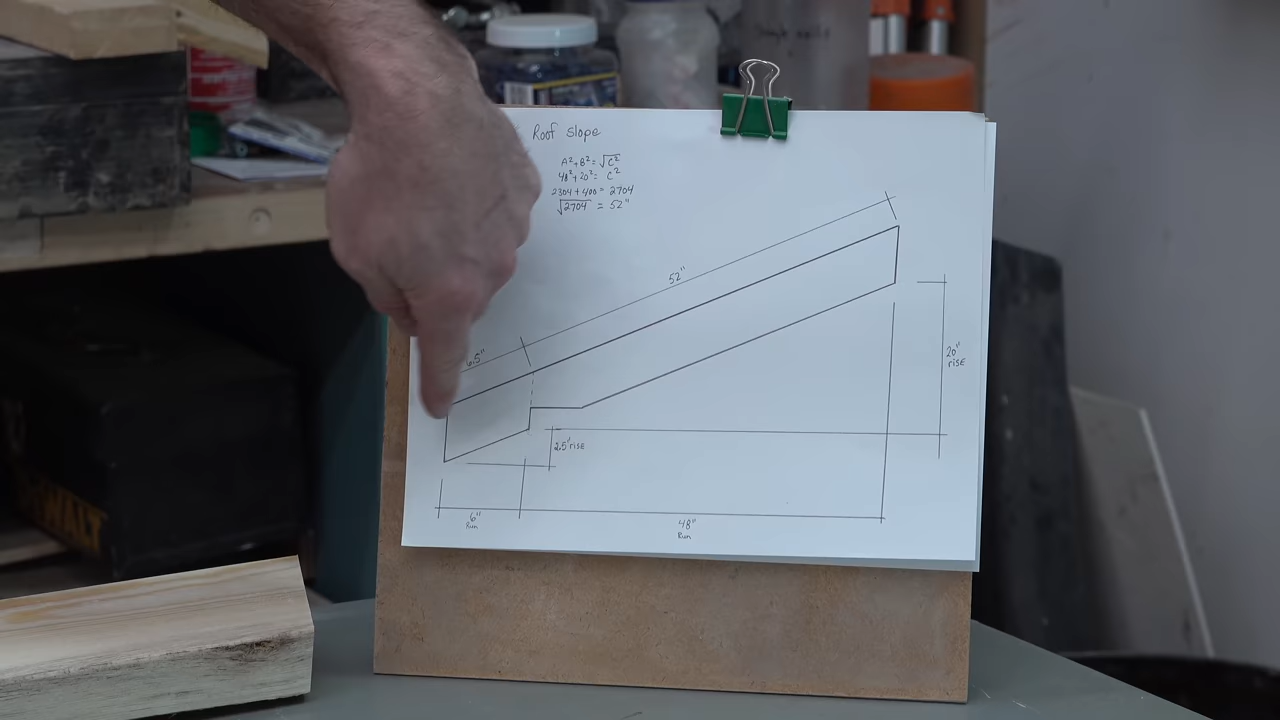 Roof slope
A²+B²=√C²
48²+20²= C²
2304+400= 2704
√2704 = 52"
52"
6.5"
20"
rise
2.5" rise
6"
Run
48"
Run
DEWALT